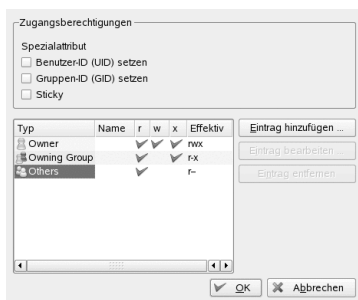 Zugangsberechtigungen
Spezialattribut
Benutzer-ID (UID) setzen
Gruppen-ID (GID) setzen
Sticky
Typ Name r w x Effektiv
Owner rwx
Owning Group r-x
Others r--
Eintrag hinzufügen ...
Eintrag bearbeiten ...
Eintrag entfernen
OK
Abbrechen